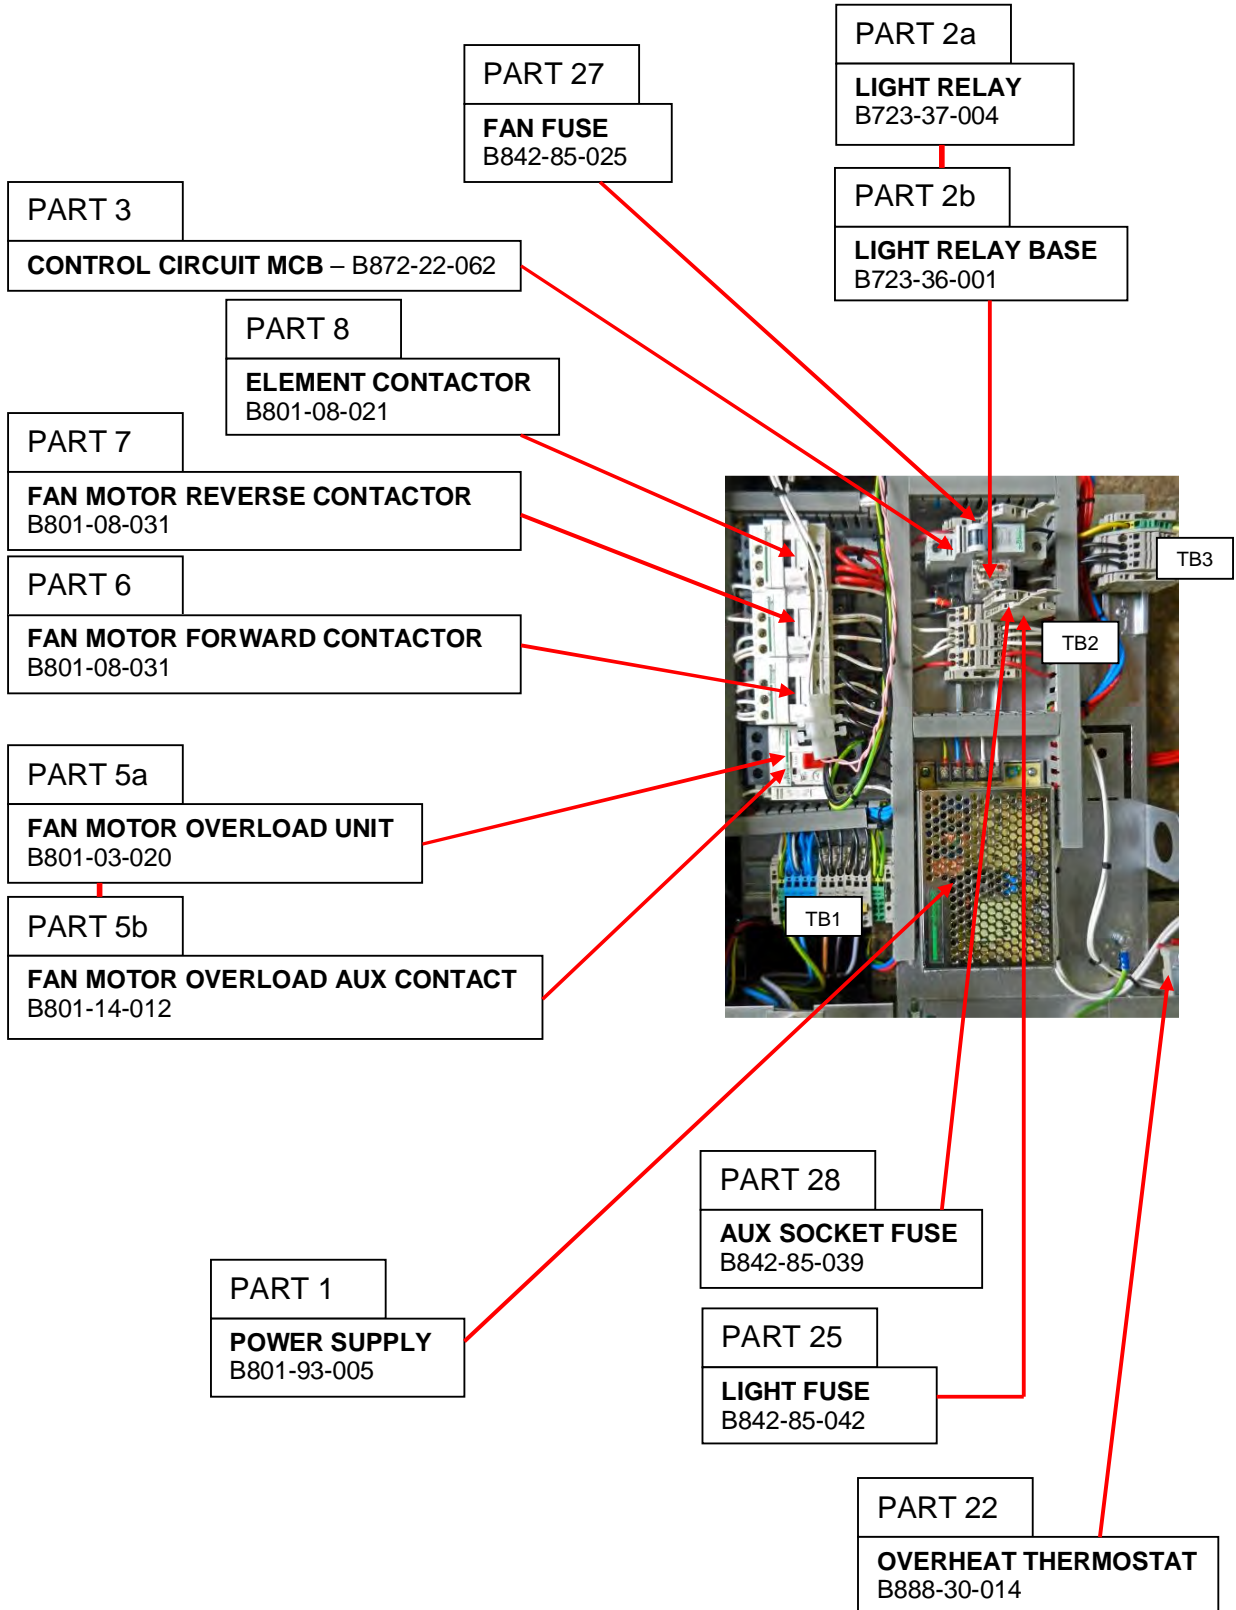 PART 2a
LIGHT RELAY
B723-37-004
PART 27
FAN FUSE
B842-85-025
PART 2b
LIGHT RELAY BASE
B723-36-001
PART 3
CONTROL CIRCUIT MCB – B872-22-062
PART 8
ELEMENT CONTACTOR
B801-08-021
PART 7
FAN MOTOR REVERSE CONTACTOR
B801-08-031
PART 6
FAN MOTOR FORWARD CONTACTOR
B801-08-031
TB3
TB2
PART 5a
FAN MOTOR OVERLOAD UNIT
B801-03-020
PART 5b
FAN MOTOR OVERLOAD AUX CONTACT
B801-14-012
TB1
PART 28
AUX SOCKET FUSE
B842-85-039
PART 1
POWER SUPPLY
B801-93-005
PART 25
LIGHT FUSE
B842-85-042
PART 22
OVERHEAT THERMOSTAT
B888-30-014